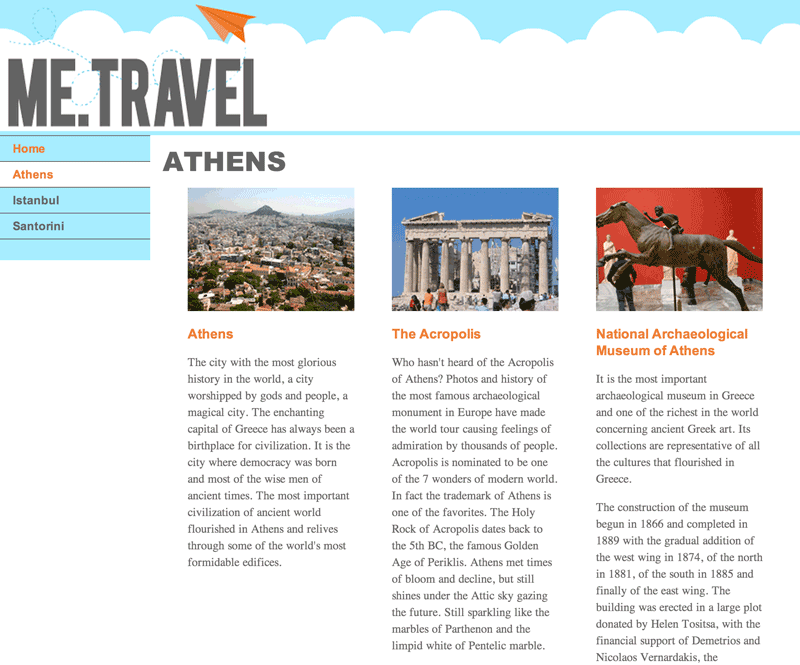 ME.TRAVEL
Home
Athens
Istanbul
Santorini
ATHENS
Athens
The city with the most glorious
history in the world, a city
worshipped by gods and people, a
magical city. The enchanting
capital of Greece has always been a
birthplace for civilization. It is the
city where democracy was born
and most of the wise men of
ancient times. The most important
civilization of ancient world
flourished in Athens and relives
through some of the world's most
formidable edifices.
The Acropolis
Who hasn't heard of the Acropolis
of Athens? Photos and history of
the most famous archaeological
monument in Europe have made
the world tour causing feelings of
admiration by thousands of people.
Acropolis is nominated to be one
of the 7 wonders of modern world.
In fact the trademark of Athens is
one of the favorites. The Holy
Rock of Acropolis dates back to
the 5th BC, the famous Golden
Age of Periklis. Athens met times
of bloom and decline, but still
shines under the Attic sky gazing
the future. Still sparkling like the
marbles of Parthenon and the
limpid white of Pentelic marble.
National Archaeological
Museum of Athens
It is the most important
archaeological museum in Greece
and one of the richest in the world
concerning ancient Greek art. Its
collections are representative of all
the cultures that flourished in
Greece.
The construction of the museum
begun in 1866 and completed in
1889 with the gradual addition of
the west wing in 1874, of the north
in 1881, of the south in 1885 and
finally of the east wing. The
building was erected in a large plot
donated by Helen Tositsa, with the
financial support of Demetrios and
Nicolaos Vernardakis, the